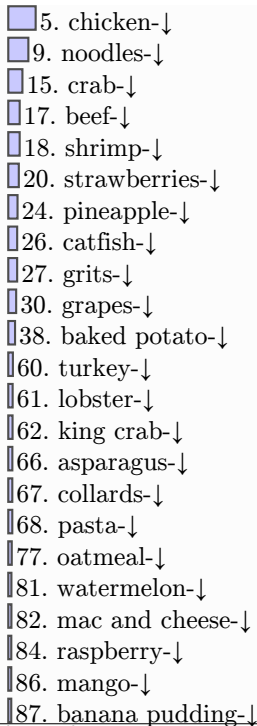 5. chicken-↓
9. noodles-↓
15. crab-↓
17. beef-↓
18. shrimp-↓
20. strawberries-↓
24. pineapple-↓
26. catfish-↓
27. grits-↓
30. grapes-↓
38. baked potato-↓
60. turkey-↓
61. lobster-↓
62. king crab-↓
66. asparagus-↓
67. collards-↓
68. pasta-↓
77. oatmeal-↓
81. watermelon-↓
82. mac and cheese-↓
84. raspberry-↓
86. mango-↓
87. banana pudding-↓